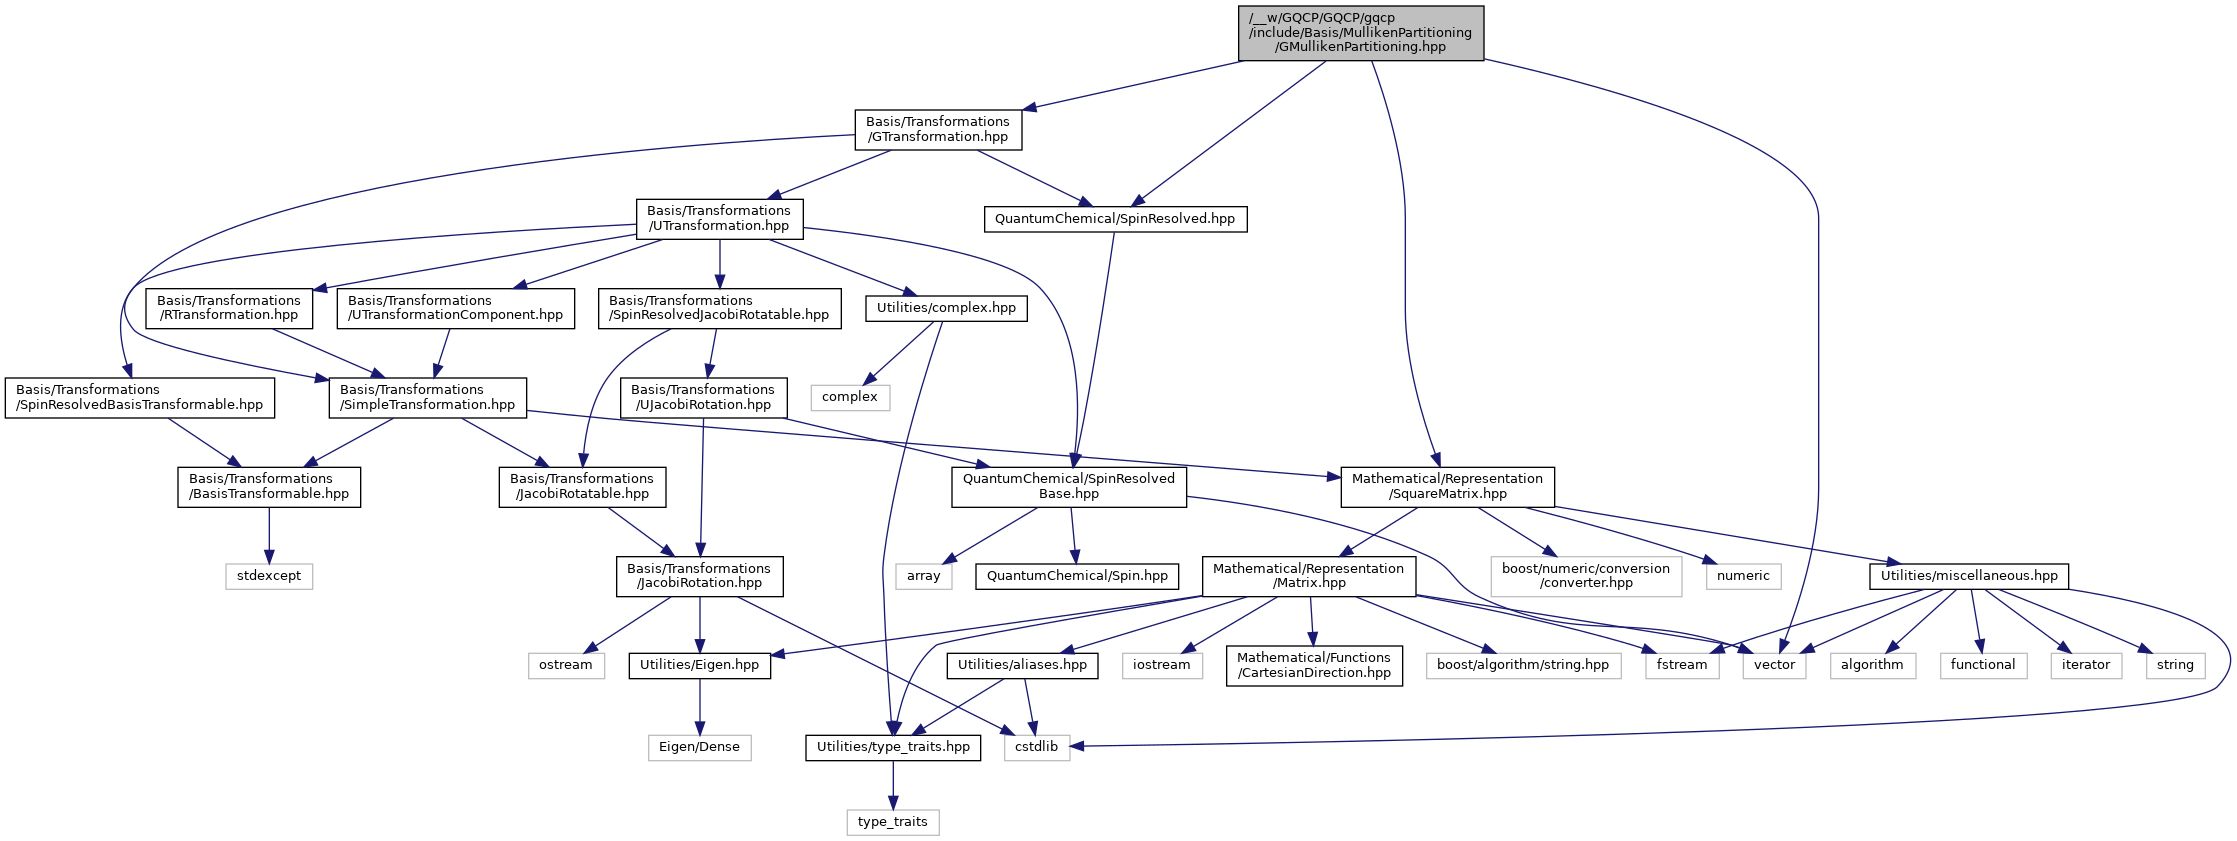 /__w/GQCP/GQCP/gqcp
/include/Basis/MullikenPartitioning
/GMullikenPartitioning.hpp
Basis/Transformations
/GTransformation.hpp
Basis/Transformations
/UTransformation.hpp
QuantumChemical/SpinResolved.hpp
Basis/Transformations
/RTransformation.hpp
Basis/Transformations
/UTransformationComponent.hpp
Basis/Transformations
/SpinResolvedJacobiRotatable.hpp
Utilities/complex.hpp
Basis/Transformations
/SpinResolvedBasisTransformable.hpp
Basis/Transformations
/SimpleTransformation.hpp
Basis/Transformations
/UJacobiRotation.hpp
complex
Basis/Transformations
/BasisTransformable.hpp
Basis/Transformations
/JacobiRotatable.hpp
QuantumChemical/SpinResolved
Base.hpp
Mathematical/Representation
/SquareMatrix.hpp
stdexcept
Basis/Transformations
/JacobiRotation.hpp
array
QuantumChemical/Spin.hpp
Mathematical/Representation
/Matrix.hpp
boost/numeric/conversion
/converter.hpp
numeric
Utilities/miscellaneous.hpp
ostream
Utilities/Eigen.hpp
Utilities/aliases.hpp
iostream
Mathematical/Functions
/CartesianDirection.hpp
boost/algorithm/string.hpp
fstream
vector
algorithm
functional
iterator
string
Eigen/Dense
Utilities/type_traits.hpp
cstdlib
type_traits